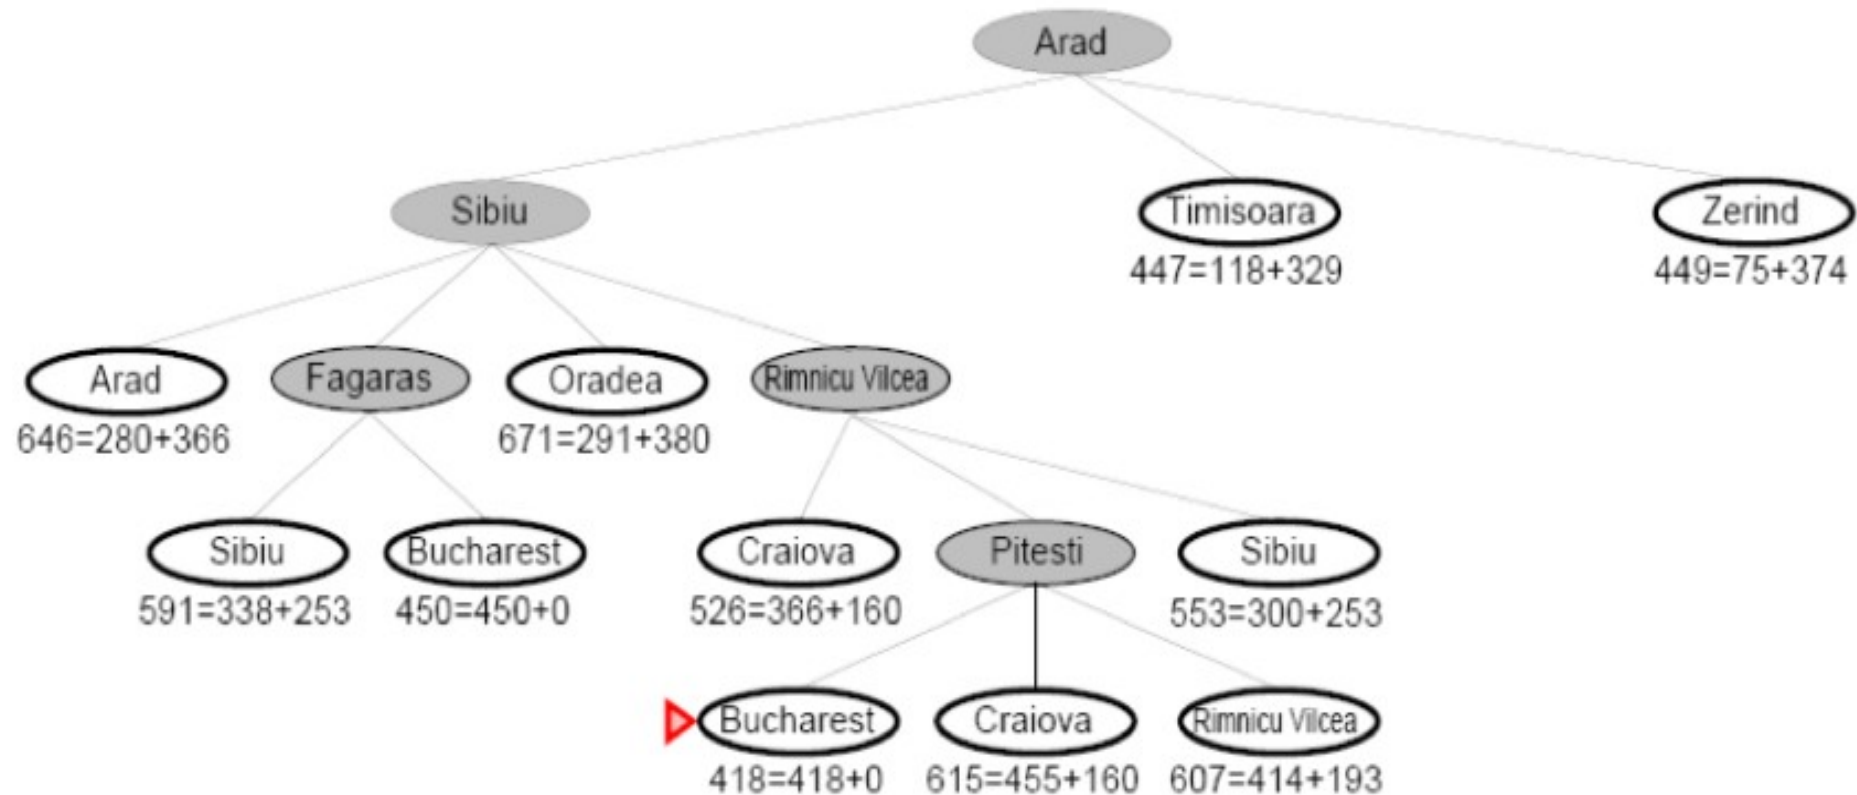 Arad
Sibiu
Timisoara
Zerind
447=118+329
449=75+374
Arad
Fagaras
Oradea
Rimnicu Vilcea
646=280+366
671=291+380
Sibiu
Bucharest
Craiova
Pitesti
Sibiu
591=338+253
450=450+0
526=366+160
553=300+253
Bucharest
Craiova
Rimnicu Vilcea
418=418+0
615=455+160
607=414+193